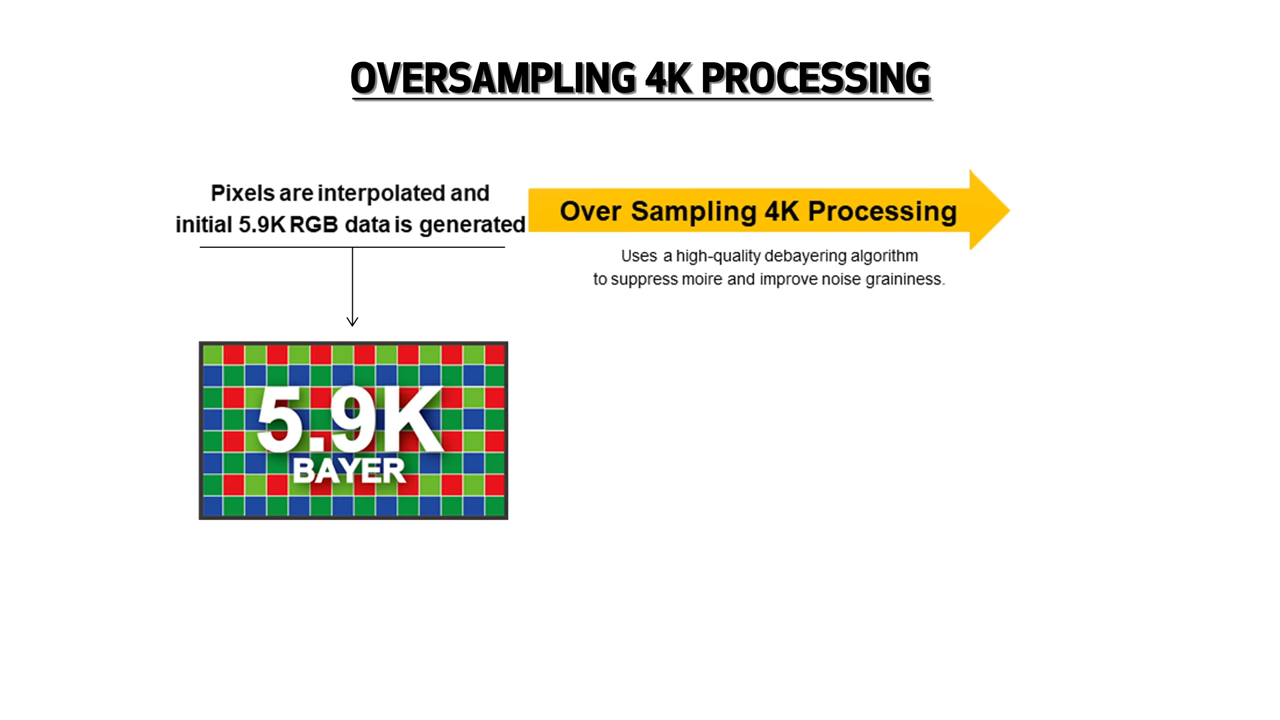 OVERSAMPLING 4K PROCESSING
Pixels are interpolated and
initial 5.9K RGB data is generated
Over Sampling 4K Processing
Uses a high-quality debayering algorithm
to suppress moire and improve noise graininess.
5.9K
BAYER